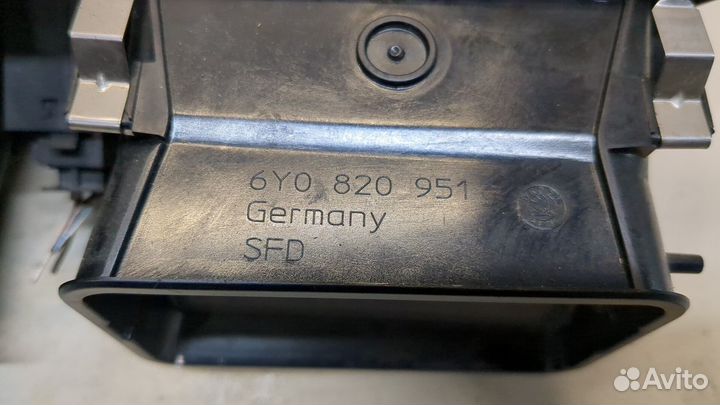 6Y0 820 951
Germany
SFD
Avito